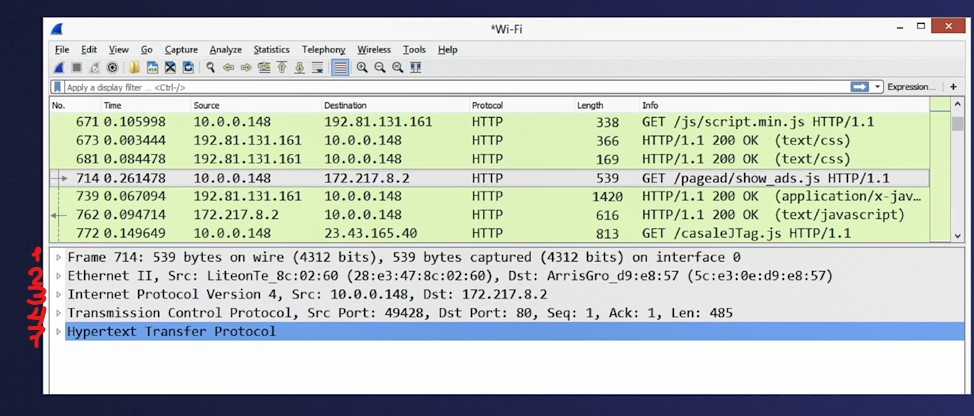 *Wi-Fi
File Edit View Go Capture Analyze Statistics Telephony Wireless Tools Help
Apply a display filter ... <Ctrl-/> Expression... +
No. Time Source Destination Protocol Length Info
671 0.105998 10.0.0.148 192.81.131.161 HTTP 338 GET /js/script.min.js HTTP/1.1
673 0.003444 192.81.131.161 10.0.0.148 HTTP 366 HTTP/1.1 200 OK (text/css)
681 0.084478 192.81.131.161 10.0.0.148 HTTP 169 HTTP/1.1 200 OK (text/css)
714 0.261478 10.0.0.148 172.217.8.2 HTTP 539 GET /pagead/show_ads.js HTTP/1.1
739 0.067094 192.81.131.161 10.0.0.148 HTTP 1420 HTTP/1.1 200 OK (application/x-jav...
762 0.094714 172.217.8.2 10.0.0.148 HTTP 616 HTTP/1.1 200 OK (text/javascript)
772 0.149649 10.0.0.148 23.43.165.40 HTTP 813 GET /casaleJTag.js HTTP/1.1
1 Frame 714: 539 bytes on wire (4312 bits), 539 bytes captured (4312 bits) on interface 0
2 Ethernet II, Src: LiteonTe_8c:02:60 (28:e3:47:8c:02:60), Dst: ArrisGro_d9:e8:57 (5c:e3:0e:d9:e8:57)
3 Internet Protocol Version 4, Src: 10.0.0.148, Dst: 172.217.8.2
4 Transmission Control Protocol, Src Port: 49428, Dst Port: 80, Seq: 1, Ack: 1, Len: 485
7 Hypertext Transfer Protocol